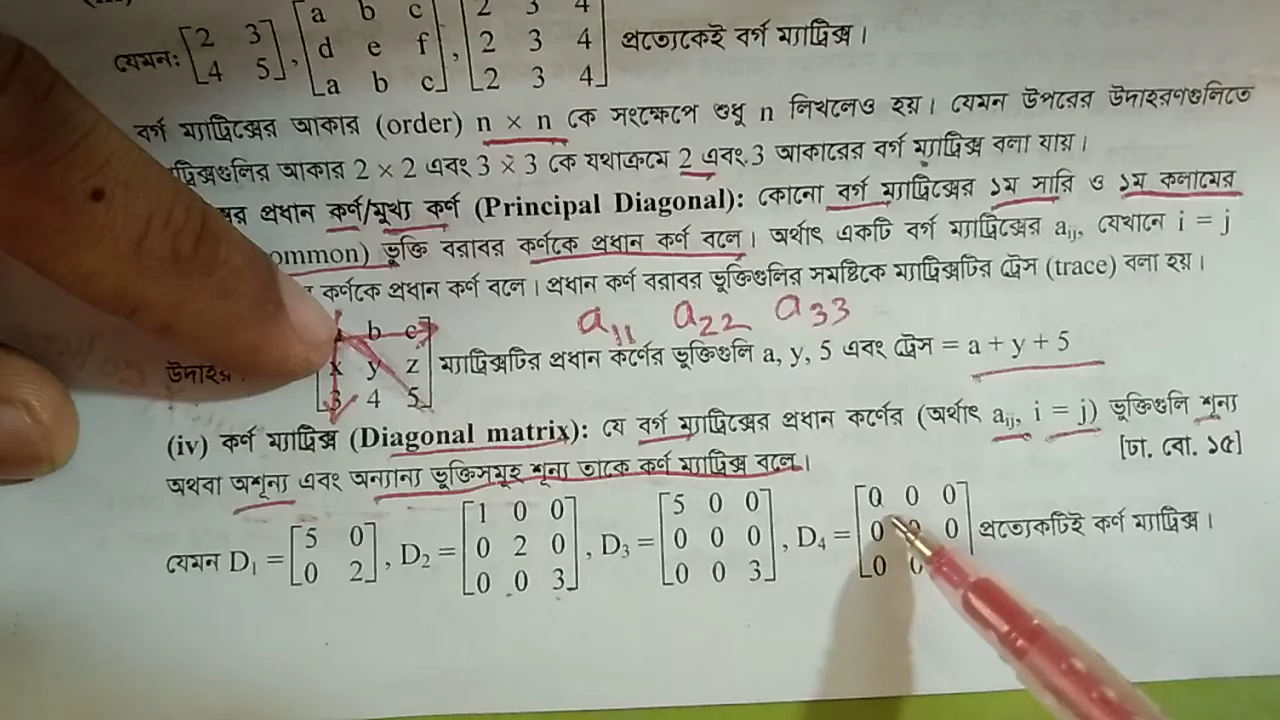 যেমনঃ [2 3 4 5], [a b c d e f a b c], [2 3 4 2 3 4 2 3 4] প্রত্যেকেই বর্গ ম্যাট্রিক্স।
বর্গ ম্যাট্রিক্সের আকার (order) n × n কে সংক্ষেপে শুধু n লিখলেও হয়। যেমন উপরের উদাহরণগুলিতে
ট্রিক্সগুলির আকার 2 × 2 এবং 3 × 3 কে যথাক্রমে 2 এবং 3 আকারের বর্গ ম্যাট্রিক্স বলা যায়।
প্রধান কর্ণ/মুখ্য কর্ণ (Principal Diagonal): কোনো বর্গ ম্যাট্রিক্সের ১ম সারি ও ১ম কলামের
ommon) ভুক্তি বরাবর কর্ণকে প্রধান কর্ণ বলে। অর্থাৎ একটি বর্গ ম্যাট্রিক্সের aij, যেখানে i = j
কর্ণকে প্রধান কর্ণ বলে। প্রধান কর্ণ বরাবর ভুক্তিগুলির সমষ্টিকে ম্যাট্রিক্সটির ট্রেস (trace) বলা হয়।
a11 a22 a33
উদাহর [b c x y z 3 4 5] ম্যাট্রিক্সটির প্রধান কর্ণের ভুক্তিগুলি a, y, 5 এবং ট্রেস = a + y + 5
(iv) কর্ণ ম্যাট্রিক্স (Diagonal matrix): যে বর্গ ম্যাট্রিক্সের প্রধান কর্ণের (অর্থাৎ aij, i = j) ভুক্তিগুলি শূন্য
অথবা অশূন্য এবং অন্যান্য ভুক্তিসমূহ শূন্য তাকে কর্ণ ম্যাট্রিক্স বলে। [ঢা. বো. ১৫]
যেমন D1 = [5 0 0 2], D2 = [1 0 0 0 2 0 0 0 3], D3 = [5 0 0 0 0 0 0 0 3], D4 = [0 0 0 0 0 0 0 0] প্রত্যেকটিই কর্ণ ম্যাট্রিক্স।